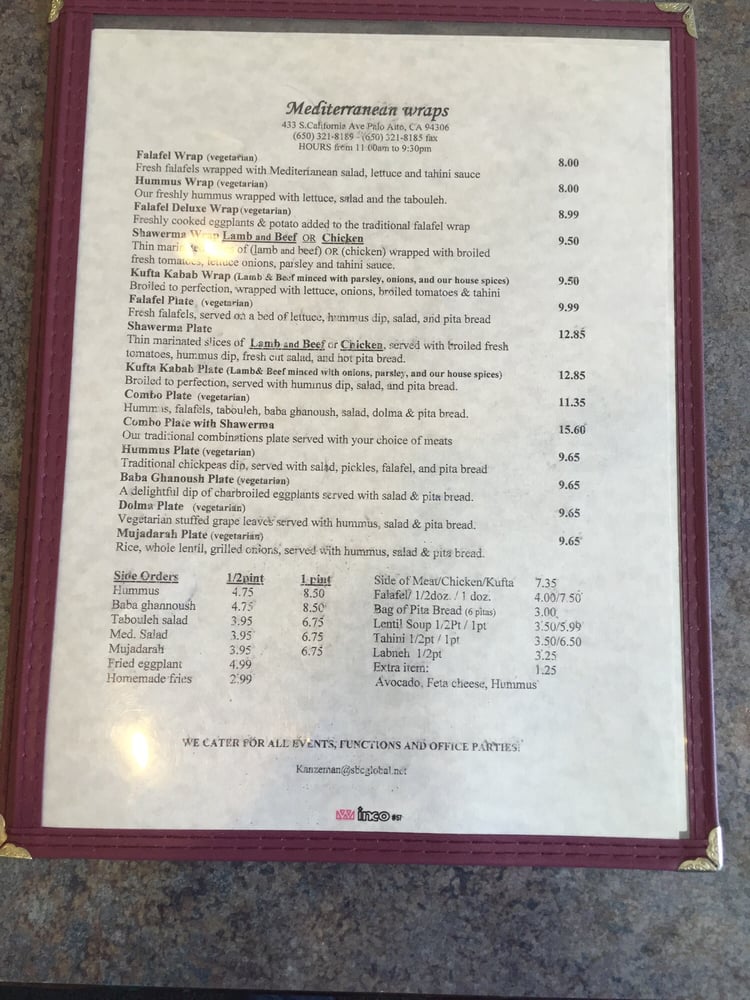 Mediterranean wraps
433 S.California Ave Palo Alto, CA 94306
(650) 321-8189 - (650) 321-8185 fax
HOURS from 11:00am to 9:30pm
Falafel Wrap (vegetarian) 8.00
Fresh falafels wrapped with Mediterianean salad, lettuce and tahini sauce
Hummus Wrap (vegetarian) 8.00
Our freshly hummus wrapped with lettuce, salad and the tabouleh.
Falafel Deluxe Wrap(vegetarian) 8.99
Freshly cooked eggplants & potato added to the traditional falafel wrap
Shawerma Wrap Lamb and Beef OR Chicken 9.50
Thin of (lamb and beef) OR (chicken) wrapped with broiled
fresh tomatoes, lettuce onions, parsley and tahini sauce.
Kufta Kabab Wrap (Lamb & Beef minced with parsley, onions, and our house spices) 9.50
Broiled to perfection, wrapped with lettuce, onions, broiled tomatoes & tahini
Falafel Plate (vegetarian) 9.99
Fresh falafels, served on a bed of lettuce, hummus dip, salad, and pita bread
Shawerma Plate 12.85
Thin marinated slices of Lamb and Beef or Chicken, served with broiled fresh
tomatoes, hummus dip, fresh cut salad, and hot pita bread.
Kufta Kabab Plate (Lamb& Beef minced with onions, parsley, and our house spices) 12.85
Broiled to perfection, served with hummus dip, salad, and pita bread.
Combo Plate (vegetarian) 11.35
Hummus, falafels, tabouleh, baba ghanoush, salad, dolma & pita bread.
Combo Plate with Shawerma 15.60
Our traditional combinations plate served with your choice of meats
Hummus Plate (vegetarian) 9.65
Traditional chickpeas dip, served with salad, pickles, falafel, and pita bread
Baba Ghanoush Plate (vegetarian) 9.65
A delightful dip of charbroiled eggplants served with salad & pita bread.
Dolma Plate (vegetarian) 9.65
Vegetarian stuffed grape leaves served with hummus, salad & pita bread.
Mujadarah Plate (vegetarian) 9.65
Rice, whole lentil, grilled onions, served with hummus, salad & pita bread.
Side Orders 1/2pint 1 pint
Hummus 4.75 8.50
Baba ghannoush 4.75 8.50
Tabouleh salad 3.95 6.75
Med. Salad 3.95 6.75
Mujadarah 3.95 6.75
Fried eggplant 4.99
Homemade fries 2.99
Side of Meat/Chicken/Kufta 7.35
Falafel/ 1/2doz. / 1 doz. 4.00/7.50
Bag of Pita Bread (6 pitas) 3.00
Lentil Soup 1/2Pt / 1pt 3.50/5.99
Tahini 1/2pt / 1pt 3.50/6.50
Labneh 1/2pt 3.25
Extra item: 1.25
Avocado, Feta cheese, Hummus
WE CATER FOR ALL EVENTS, FUNCTIONS AND OFFICE PARTIES!
Kanzeman@sbcglobal.net
inco #57